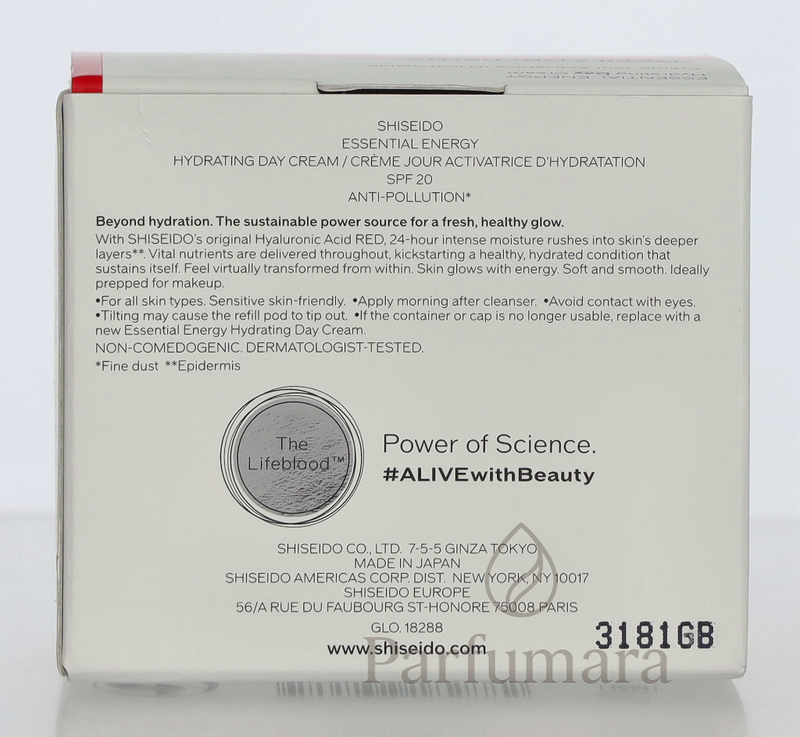 SHISEIDO
ESSENTIAL ENERGY
HYDRATING DAY CREAM / CRÈME JOUR ACTIVATRICE D'HYDRATATION
SPF 20
ANTI-POLLUTION*
Beyond hydration. The sustainable power source for a fresh, healthy glow.
With SHISEIDO's original Hyaluronic Acid RED, 24-hour intense moisture rushes into skin's deeper
layers**. Vital nutrients are delivered throughout, kickstarting a healthy, hydrated condition that
sustains itself. Feel virtually transformed from within. Skin glows with energy. Soft and smooth. Ideally
prepped for makeup.
•For all skin types. Sensitive skin-friendly. •Apply morning after cleanser. •Avoid contact with eyes.
•Tilting may cause the refill pod to tip out. •If the container or cap is no longer usable, replace with a
new Essential Energy Hydrating Day Cream.
NON-COMEDOGENIC. DERMATOLOGIST-TESTED.
*Fine dust **Epidermis
The
Lifeblood™
Power of Science.
#ALIVEwithBeauty
SHISEIDO CO., LTD. 7-5-5 GINZA TOKYO
MADE IN JAPAN
SHISEIDO AMERICAS CORP. DIST. NEW YORK, NY 10017
SHISEIDO EUROPE
56/A RUE DU FAUBOURG ST-HONORE 75008 PARIS
GLO. 18288
www.shiseido.com
3181GB
Parfumara